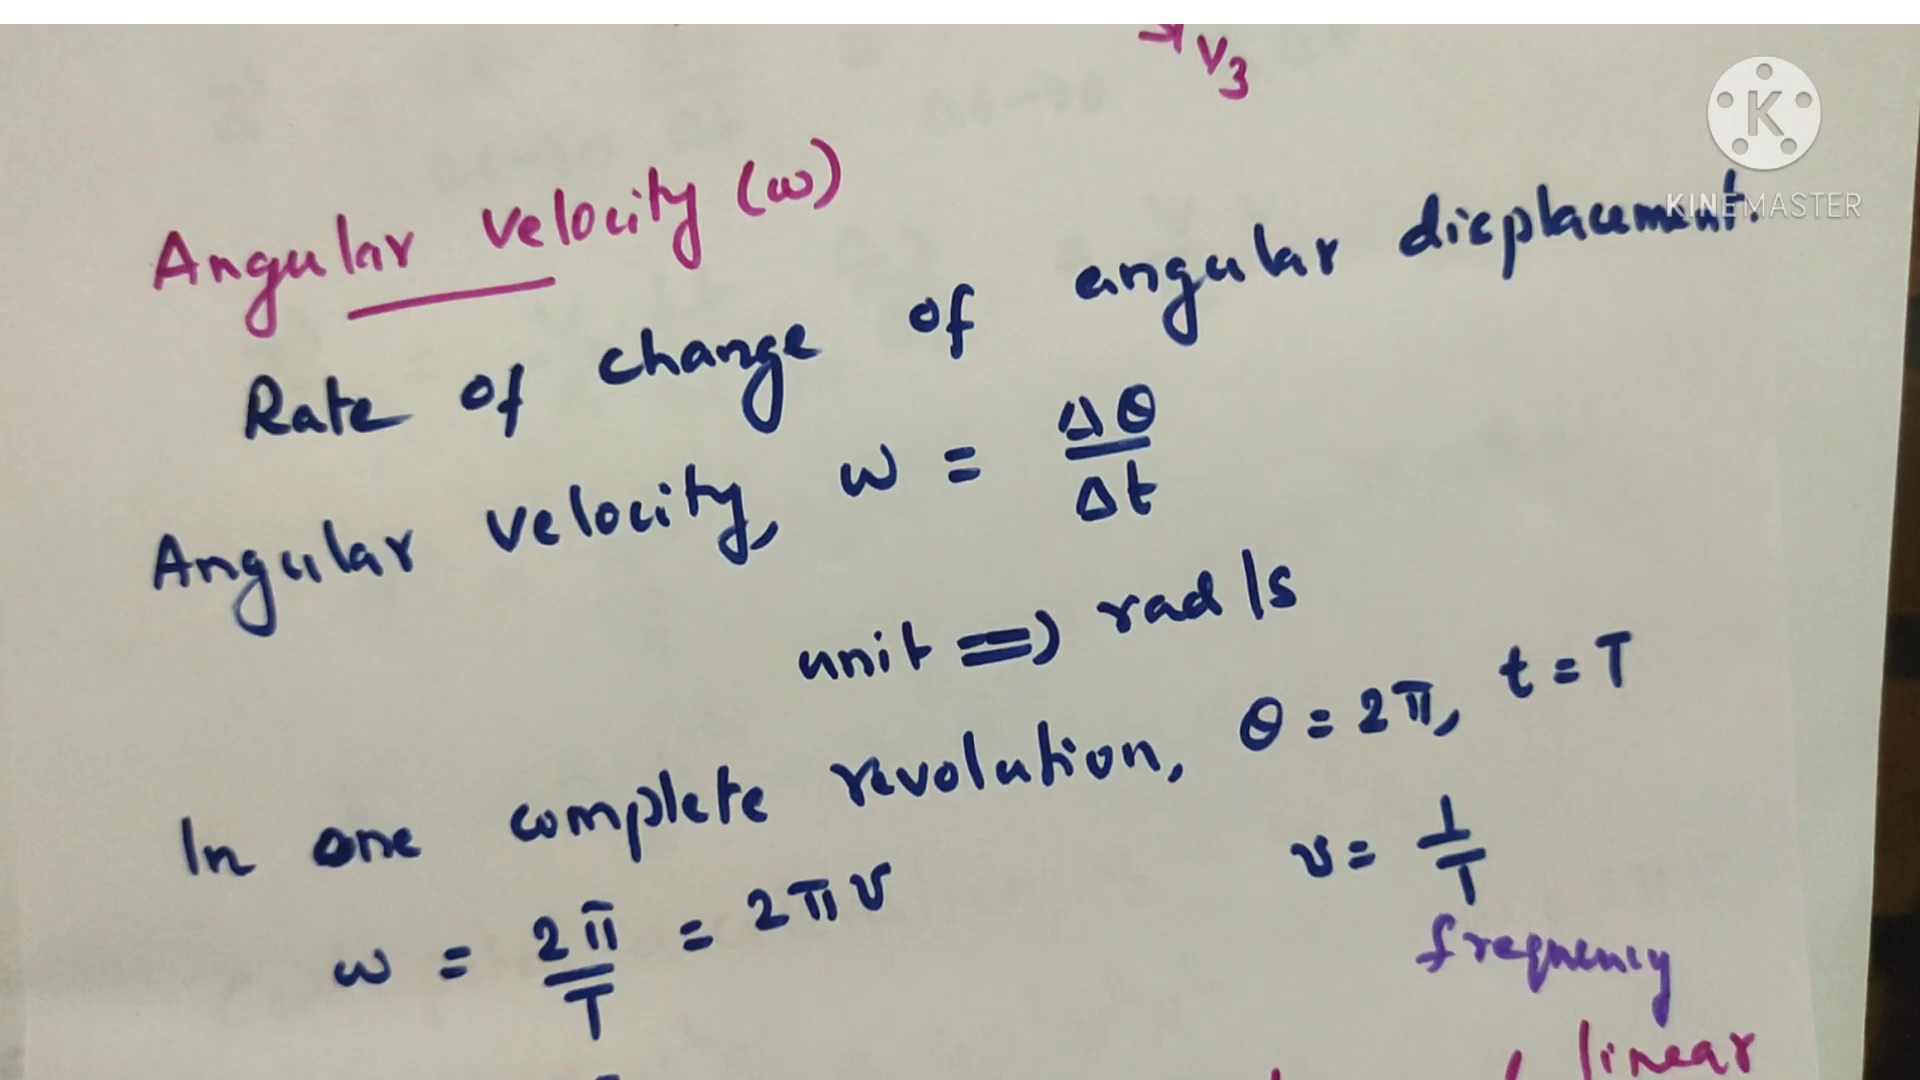 V3
K
KINEMASTER
Angular velocity (ω)
Rate of change of angular displacement.
Angular velocity, ω = Δθ/Δt
unit => rad/s
In one complete revolution, θ = 2π, t = T
ω = 2π/T = 2πν
ν = 1/T
frequency
linear